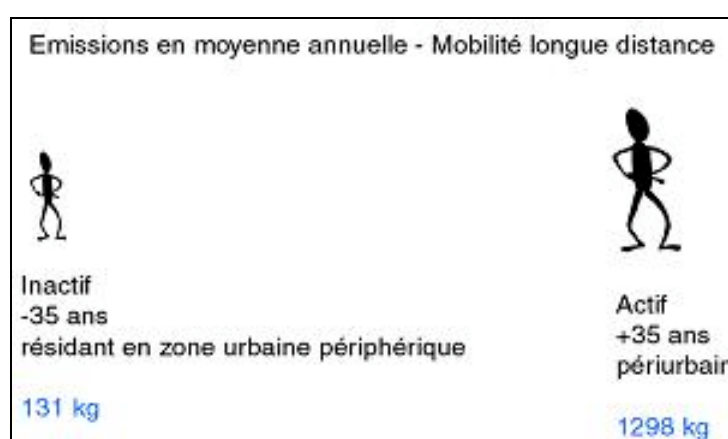 Emissions en moyenne annuelle - Mobilité longue distance
Inactif
-35 ans
résidant en zone urbaine périphérique
131 kg
Actif
+35 ans
1298 kg